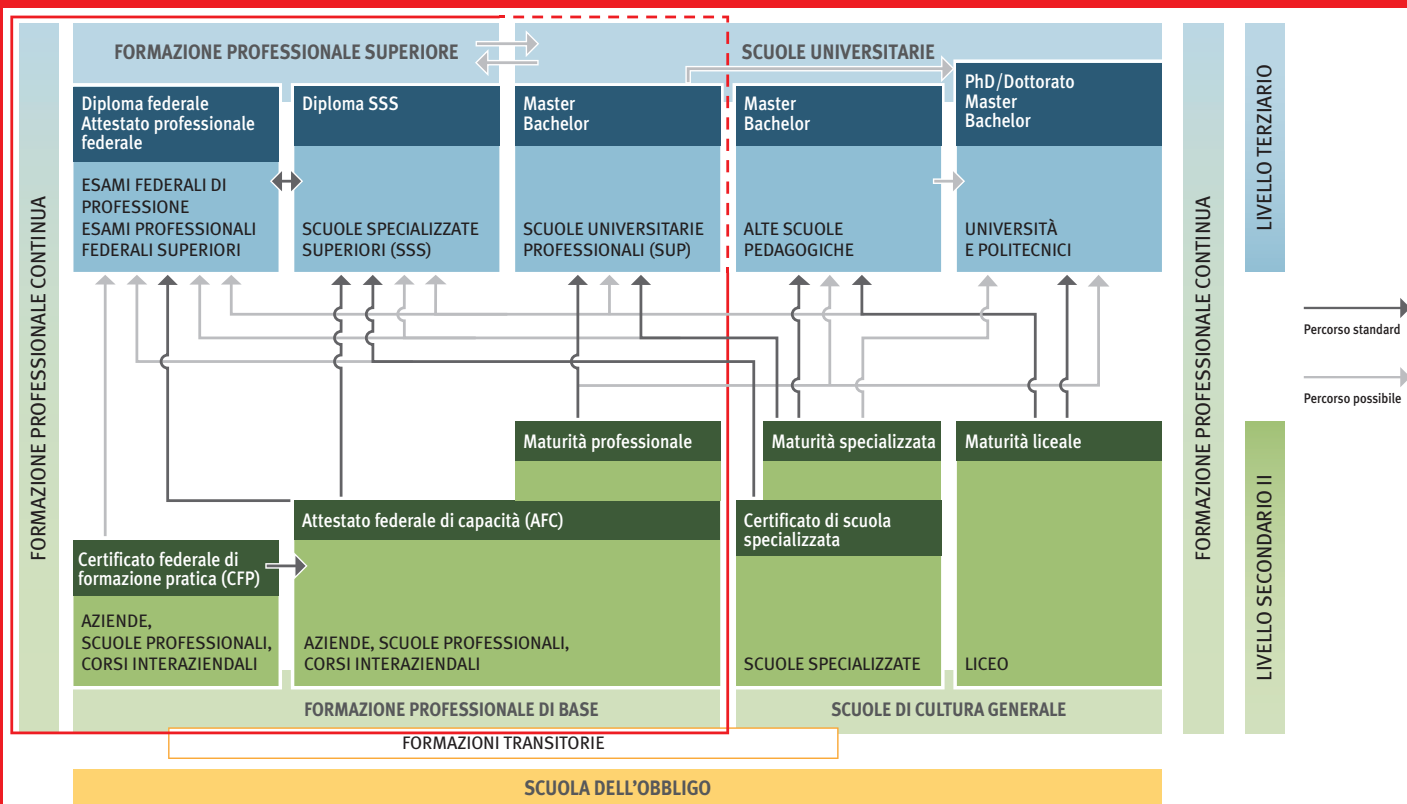 FORMAZIONE PROFESSIONALE CONTINUA
FORMAZIONE PROFESSIONALE SUPERIORE
SCUOLE UNIVERSITARIE
Diploma federale
Attestato professionale
federale
ESAMI FEDERALI DI
PROFESSIONE
ESAMI PROFESSIONALI
FEDERALI SUPERIORI
Diploma SSS
SCUOLE SPECIALIZZATE
SUPERIORI (SSS)
Master
Bachelor
SCUOLE UNIVERSITARIE
PROFESSIONALI (SUP)
Master
Bachelor
ALTE SCUOLE
PEDAGOGICHE
PhD/Dottorato
Master
Bachelor
UNIVERSITÀ
E POLITECNICI
FORMAZIONE PROFESSIONALE CONTINUA
LIVELLO TERZIARIO
Percorso standard
Percorso possibile
Maturità professionale
Maturità specializzata
Maturità liceale
Attestato federale di capacità (AFC)
Certificato di scuola
specializzata
Certificato federale di
formazione pratica (CFP)
AZIENDE,
SCUOLE PROFESSIONALI,
CORSI INTERAZIENDALI
AZIENDE, SCUOLE PROFESSIONALI,
CORSI INTERAZIENDALI
SCUOLE SPECIALIZZATE
LICEO
LIVELLO SECONDARIO II
FORMAZIONE PROFESSIONALE DI BASE
SCUOLE DI CULTURA GENERALE
FORMAZIONI TRANSITORIE
SCUOLA DELL'OBBLIGO